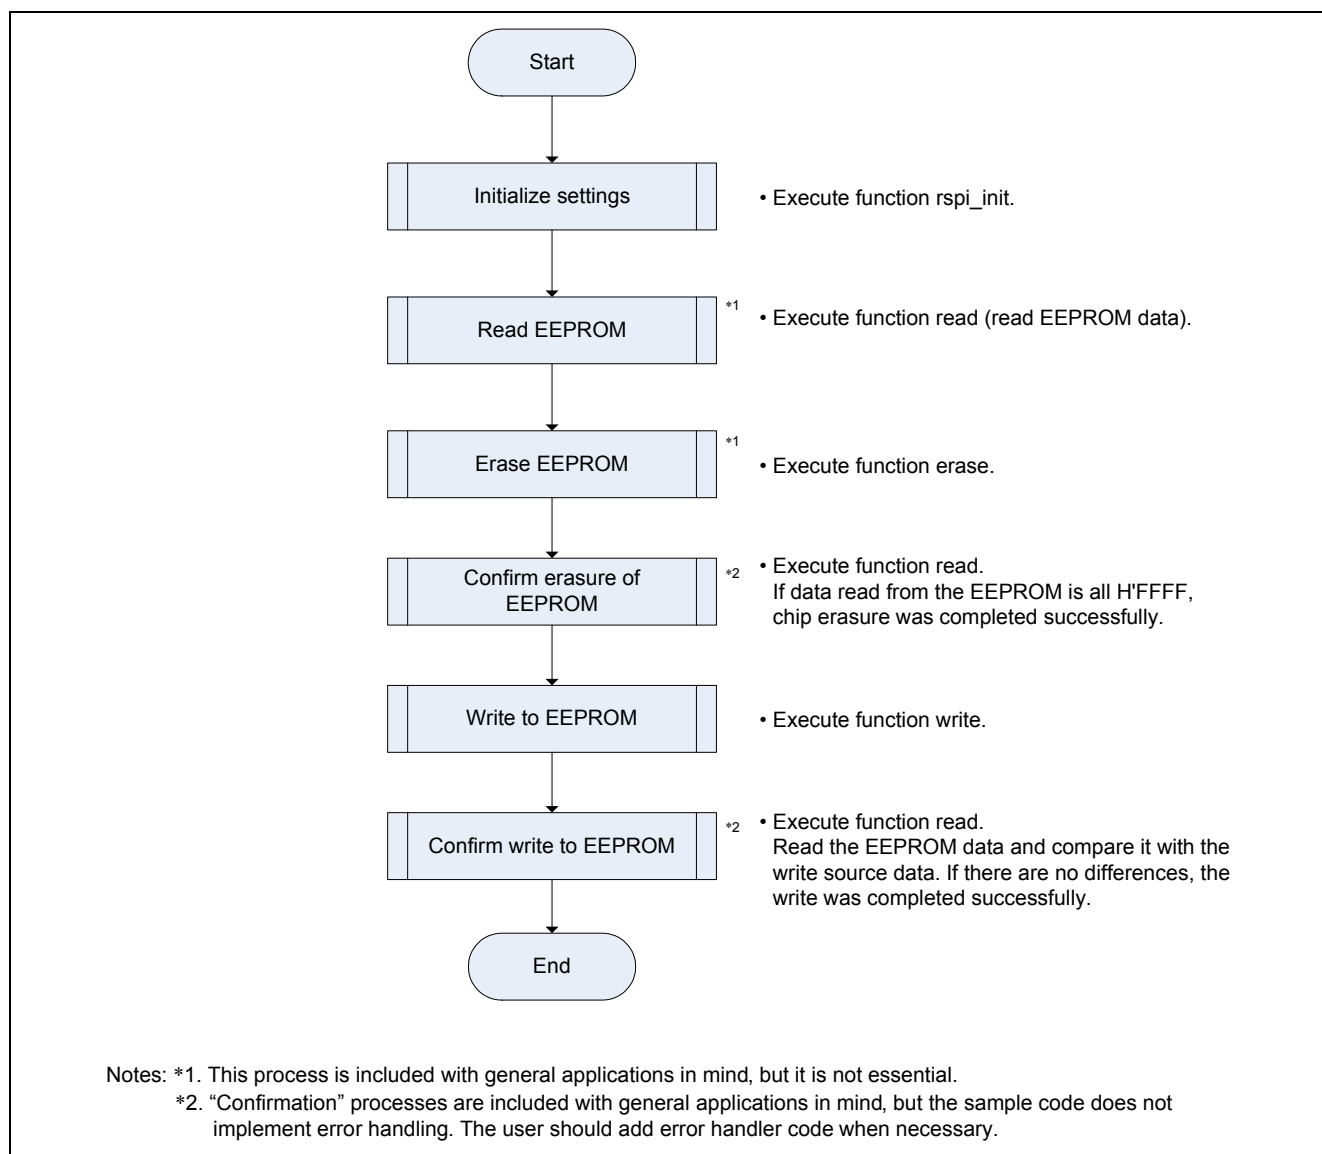 Start
Initialize settings
• Execute function rspi_init.
Read EEPROM
*1
• Execute function read (read EEPROM data).
Erase EEPROM
*1
• Execute function erase.
Confirm erasure of
EEPROM
*2
• Execute function read.
If data read from the EEPROM is all H'FFFF,
chip erasure was completed successfully.
Write to EEPROM
• Execute function write.
Confirm write to EEPROM
*2
• Execute function read.
Read the EEPROM data and compare it with the
write source data. If there are no differences, the
write was completed successfully.
End
Notes: *1. This process is included with general applications in mind, but it is not essential.
*2. “Confirmation” processes are included with general applications in mind, but the sample code does not
implement error handling. The user should add error handler code when necessary.